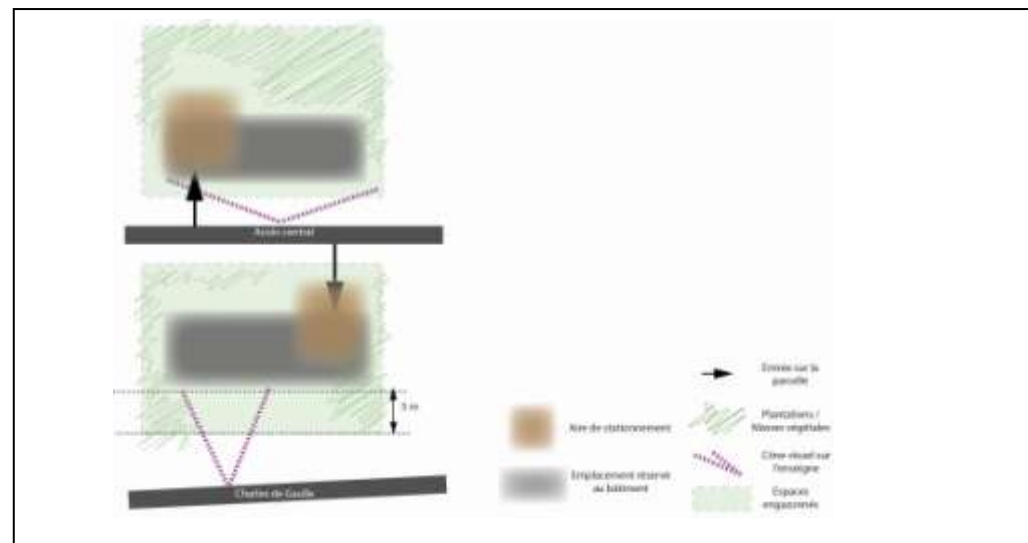 Accès central
5 m
Charles de Gaulle
Entrée sur la
parcelle
Plantations /
Masses végétales
Aire de stationnement
Cône visuel sur
l'enseigne
Emplacement réservé
au bâtiment
Espaces
engazonnés